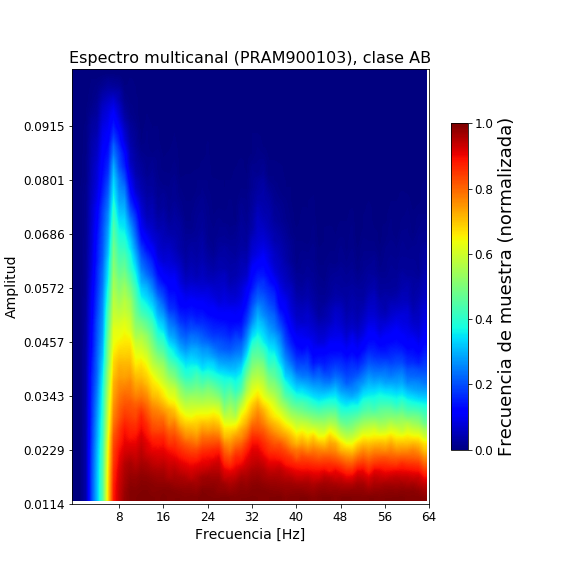 Espectro multicanal (PRAM900103), clase AB
Amplitud
0.0915
0.0801
0.0686
0.0572
0.0457
0.0343
0.0229
0.0114
8 16 24 32 40 48 56 64
Frecuencia [Hz]
1.0
0.8
0.6
0.4
0.2
0.0
Frecuencia de muestra (normalizada)